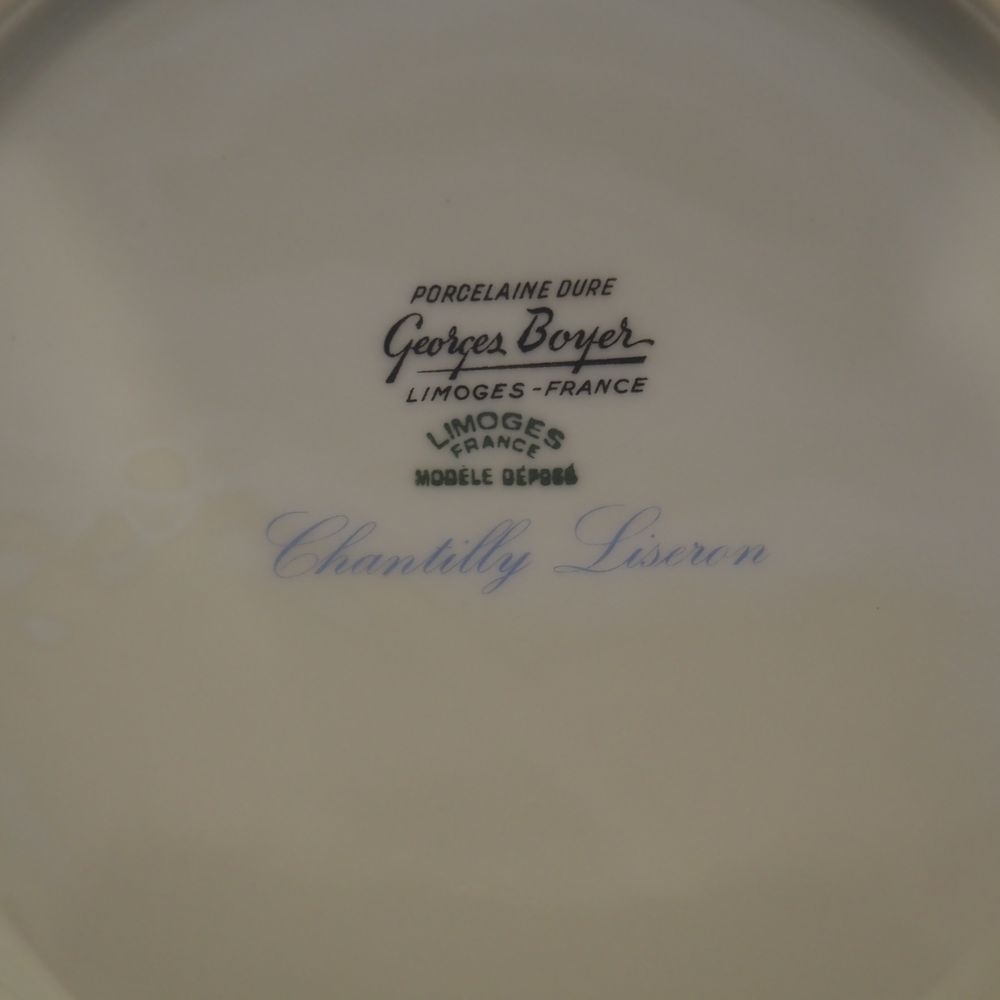 PORCELAINE DURE
Georges Boyer
LIMOGES-FRANCE
LIMOGES
FRANCE
MODÈLE DÉPOSÉ
Chantilly Liseron